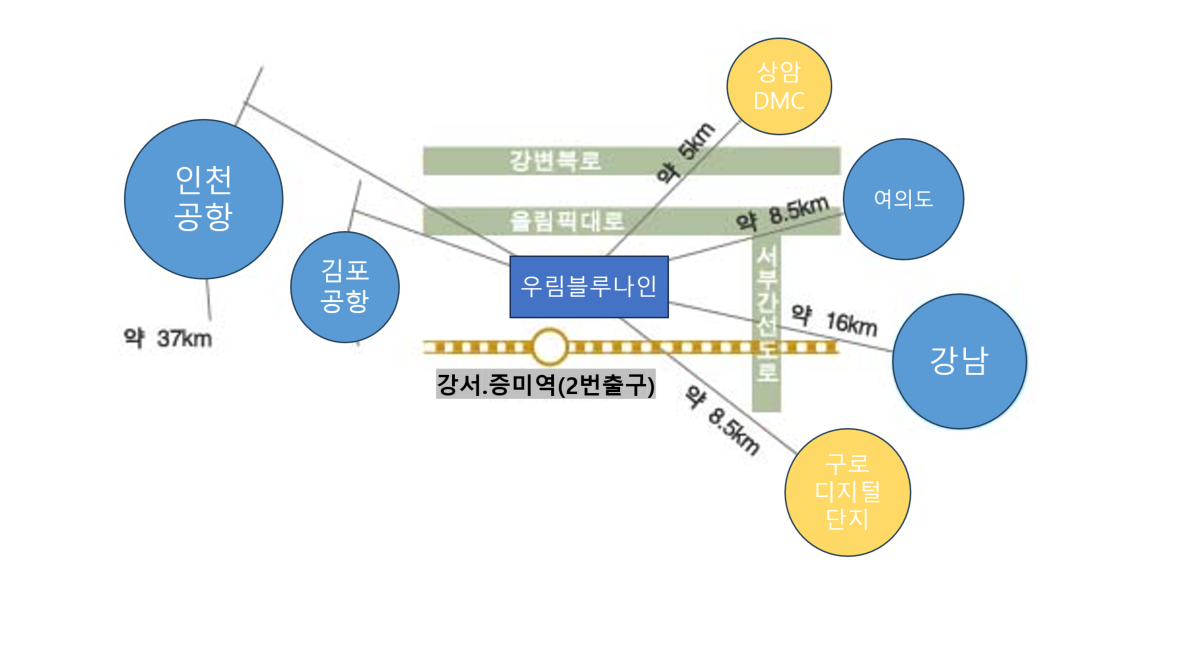 상암
DMC
약 5km
강변북로
인천
공항
여의도
약 8.5km
올림픽대로
김포
공항
우림블루나인
서부간선도로
약 16km
약 37km
강남
강서.증미역(2번출구)
약 8.5km
구로
디지털
단지